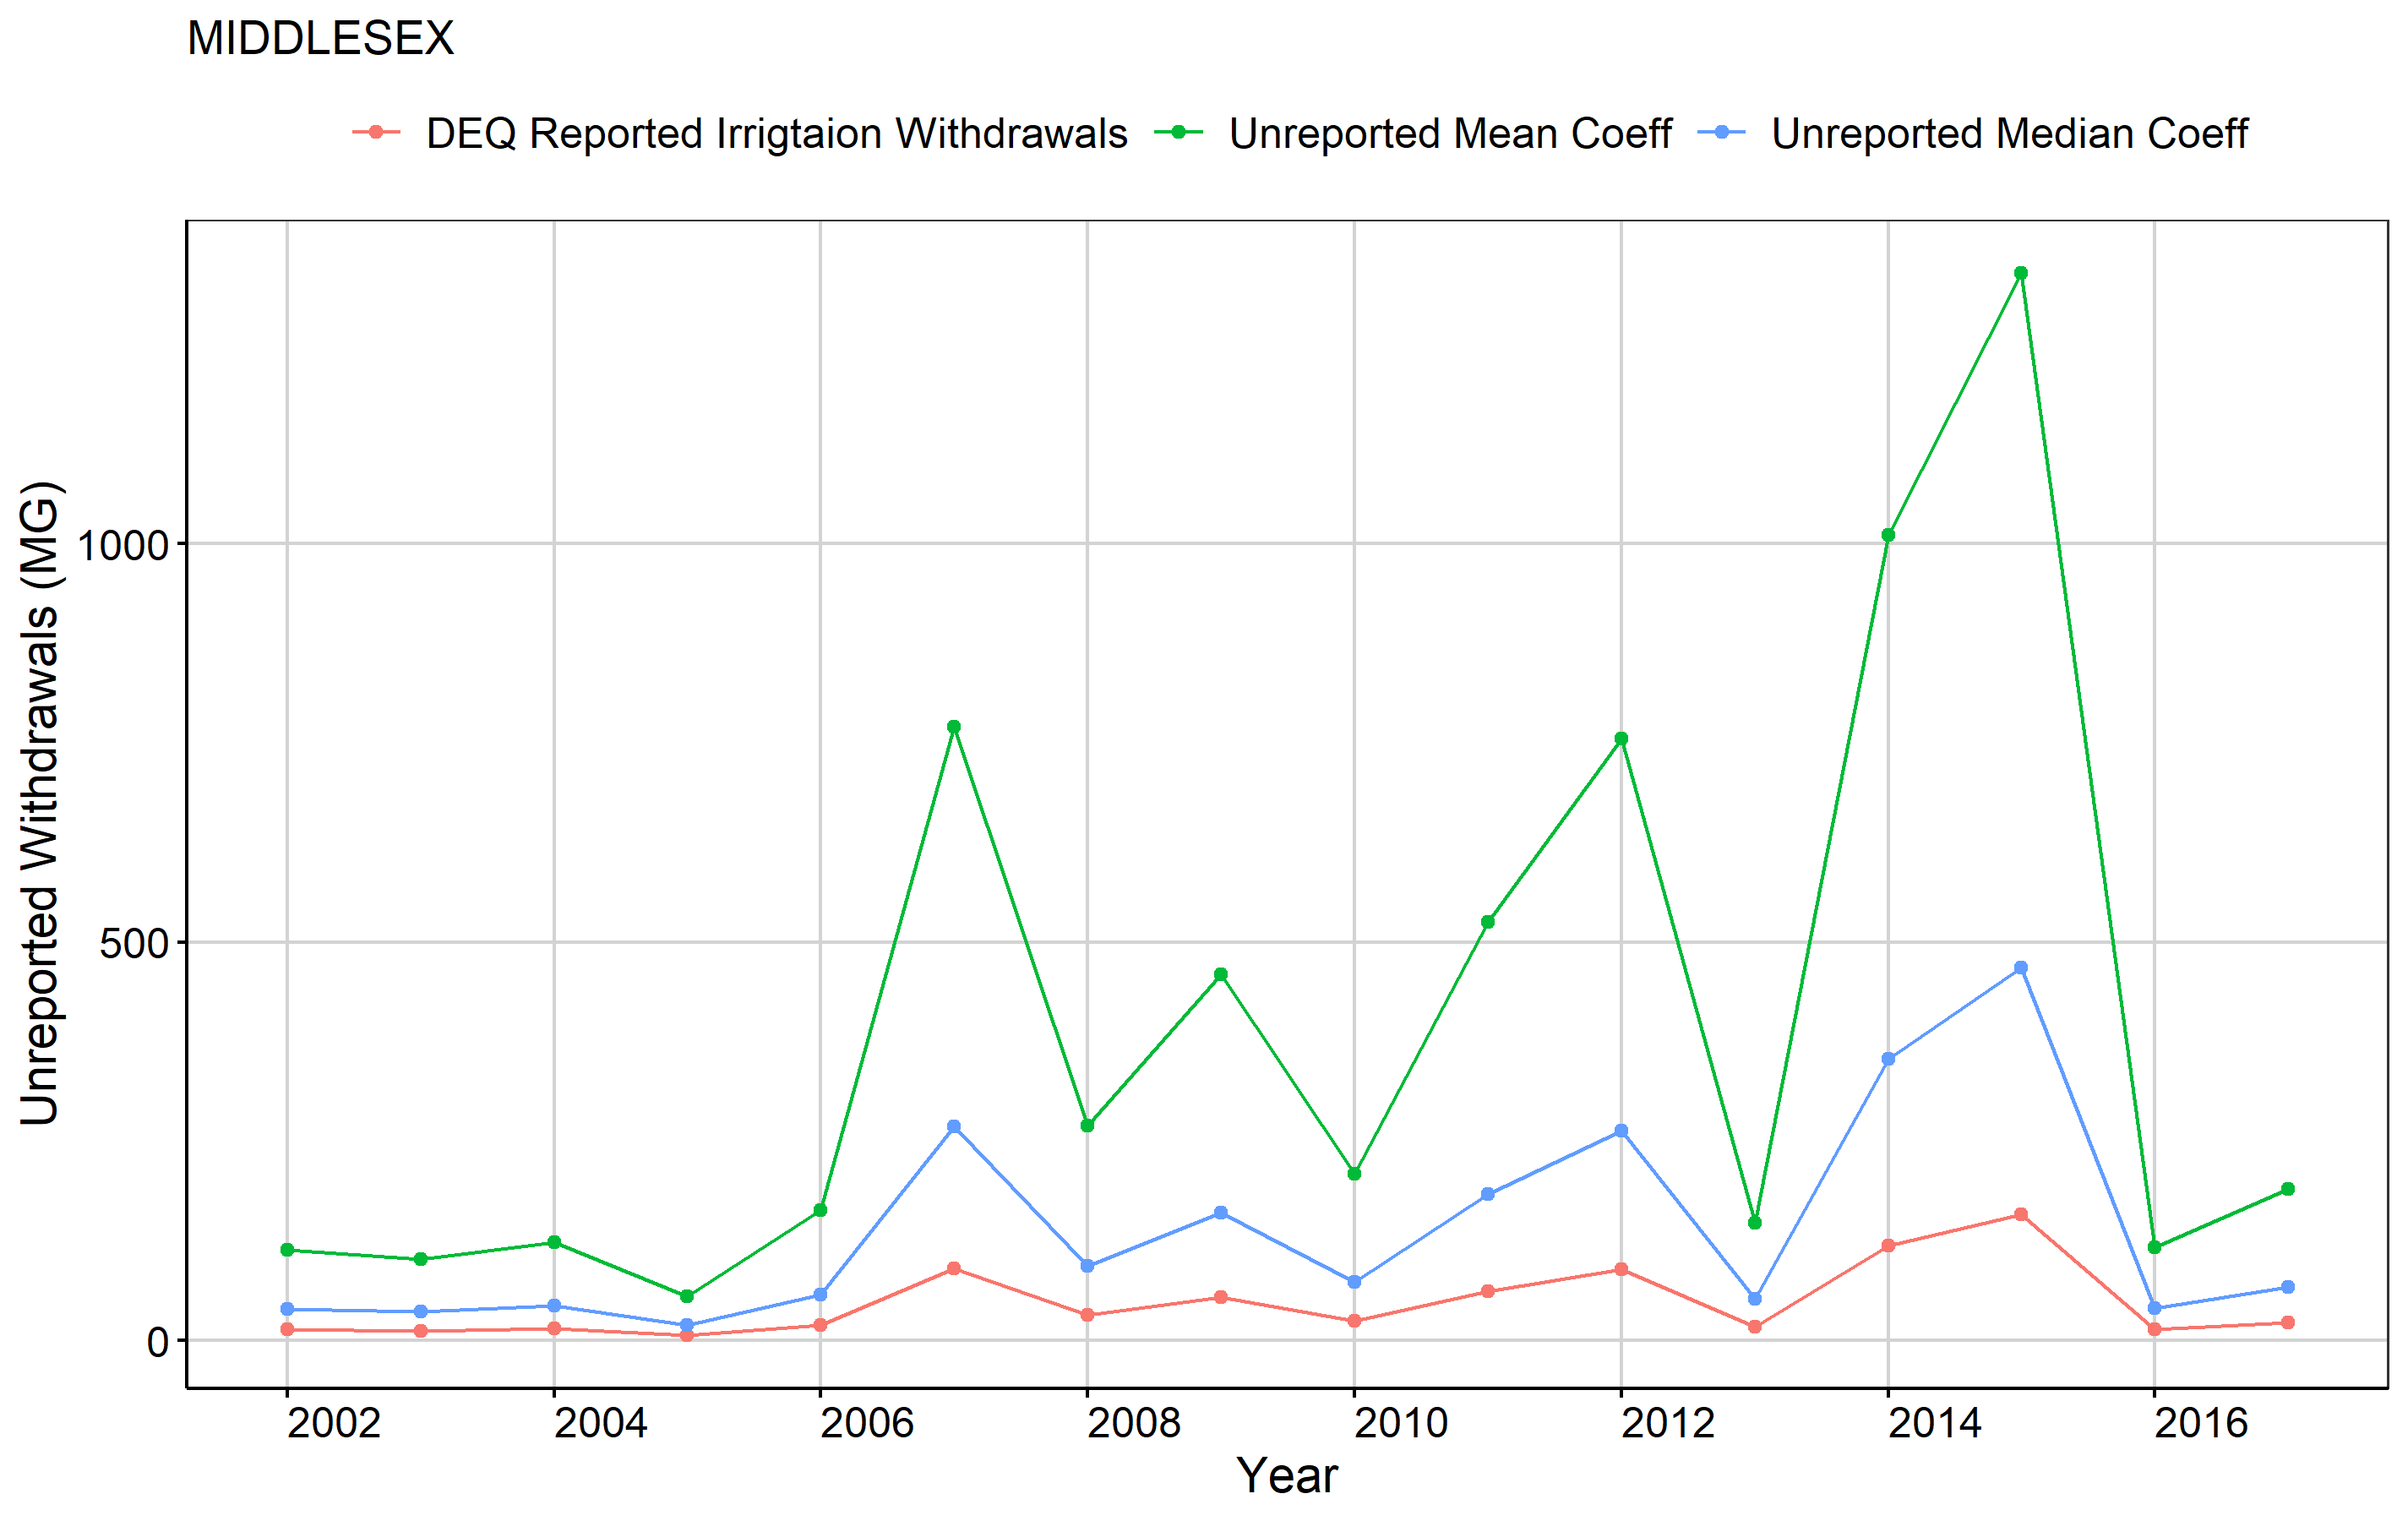 MIDDLESEX
DEQ Reported Irrigtaion Withdrawals Unreported Mean Coeff Unreported Median Coeff
Unreported Withdrawals (MG)
1000
500
0
2002 2004 2006 2008 2010 2012 2014 2016
Year